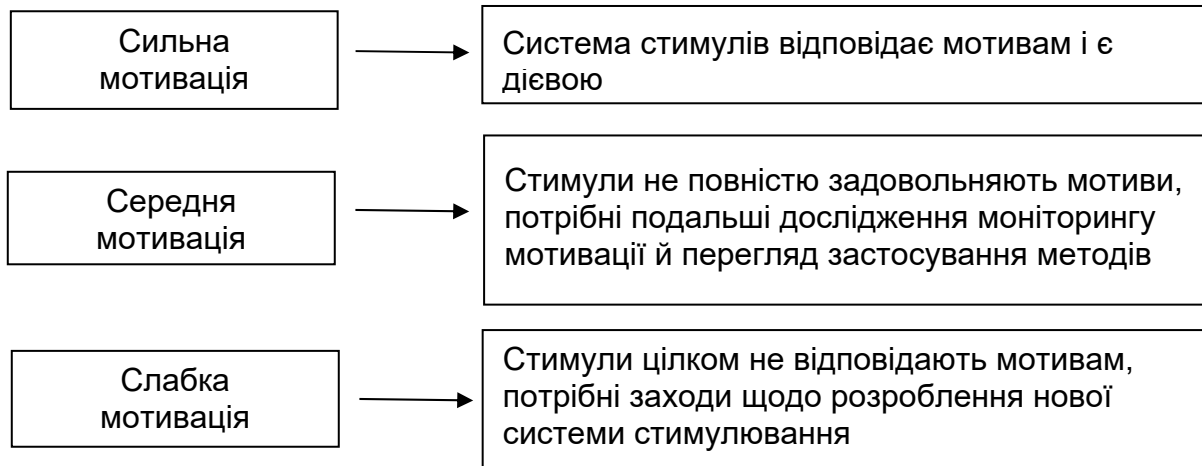 Сильна
мотивація
Система стимулів відповідає мотивам і є
дієвою
Середня
мотивація
Стимули не повністю задовольняють мотиви,
потрібні подальші дослідження моніторингу
мотивації й перегляд застосування методів
Слабка
мотивація
Стимули цілком не відповідають мотивам,
потрібні заходи щодо розроблення нової
системи стимулювання